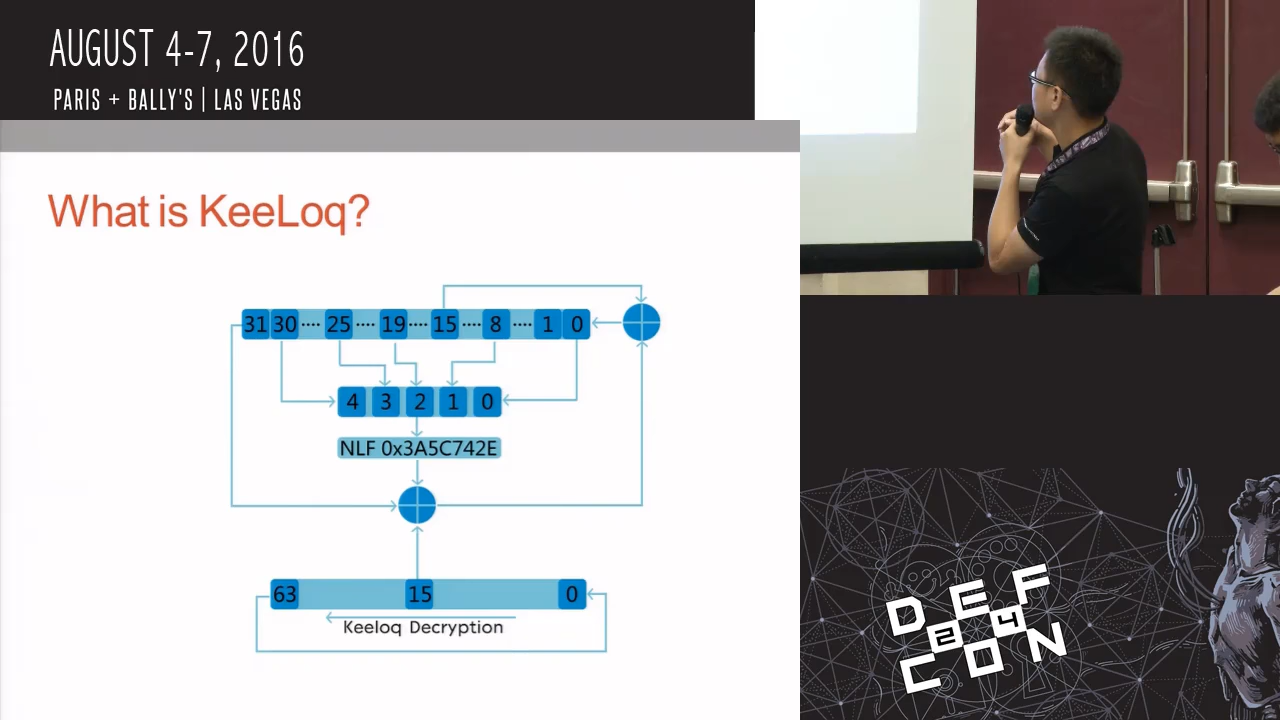 AUGUST 4-7, 2016
PARIS + BALLY'S | LAS VEGAS
What is KeeLoq?
31 30 ···· 25 ···· 19 ···· 15 ···· 8 ···· 1 0
4 3 2 1 0
NLF 0x3A5C742E
63 15 0
Keeloq Decryption
DEF
24
CON